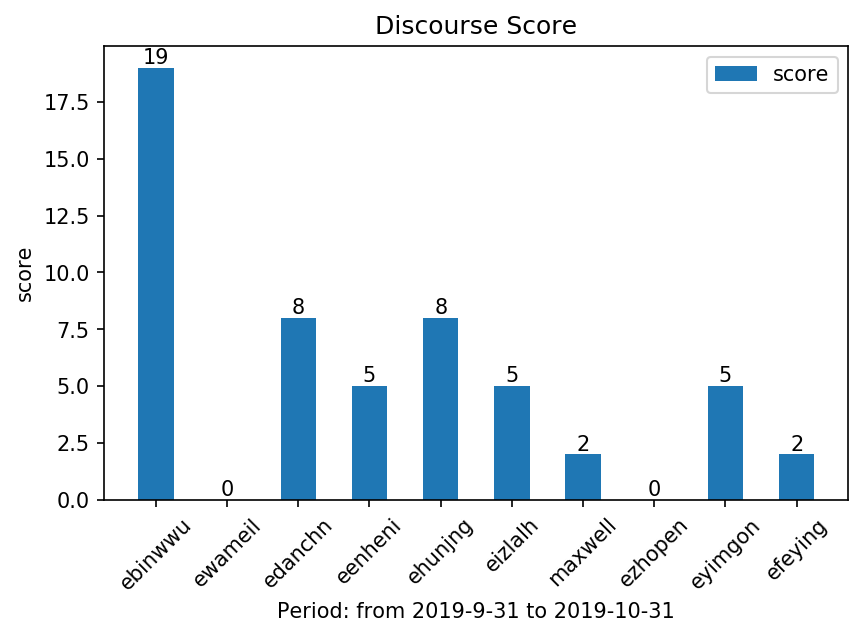 Discourse Score
19
score
17.5
15.0
12.5
10.0
7.5
5.0
2.5
0.0
score
0
8
5
8
5
2
0
5
2
ebinwwu
ewameil
edanchn
eenheni
ehunjng
eizlalh
maxwell
ezhopen
eyimgon
efeying
Period: from 2019-9-31 to 2019-10-31